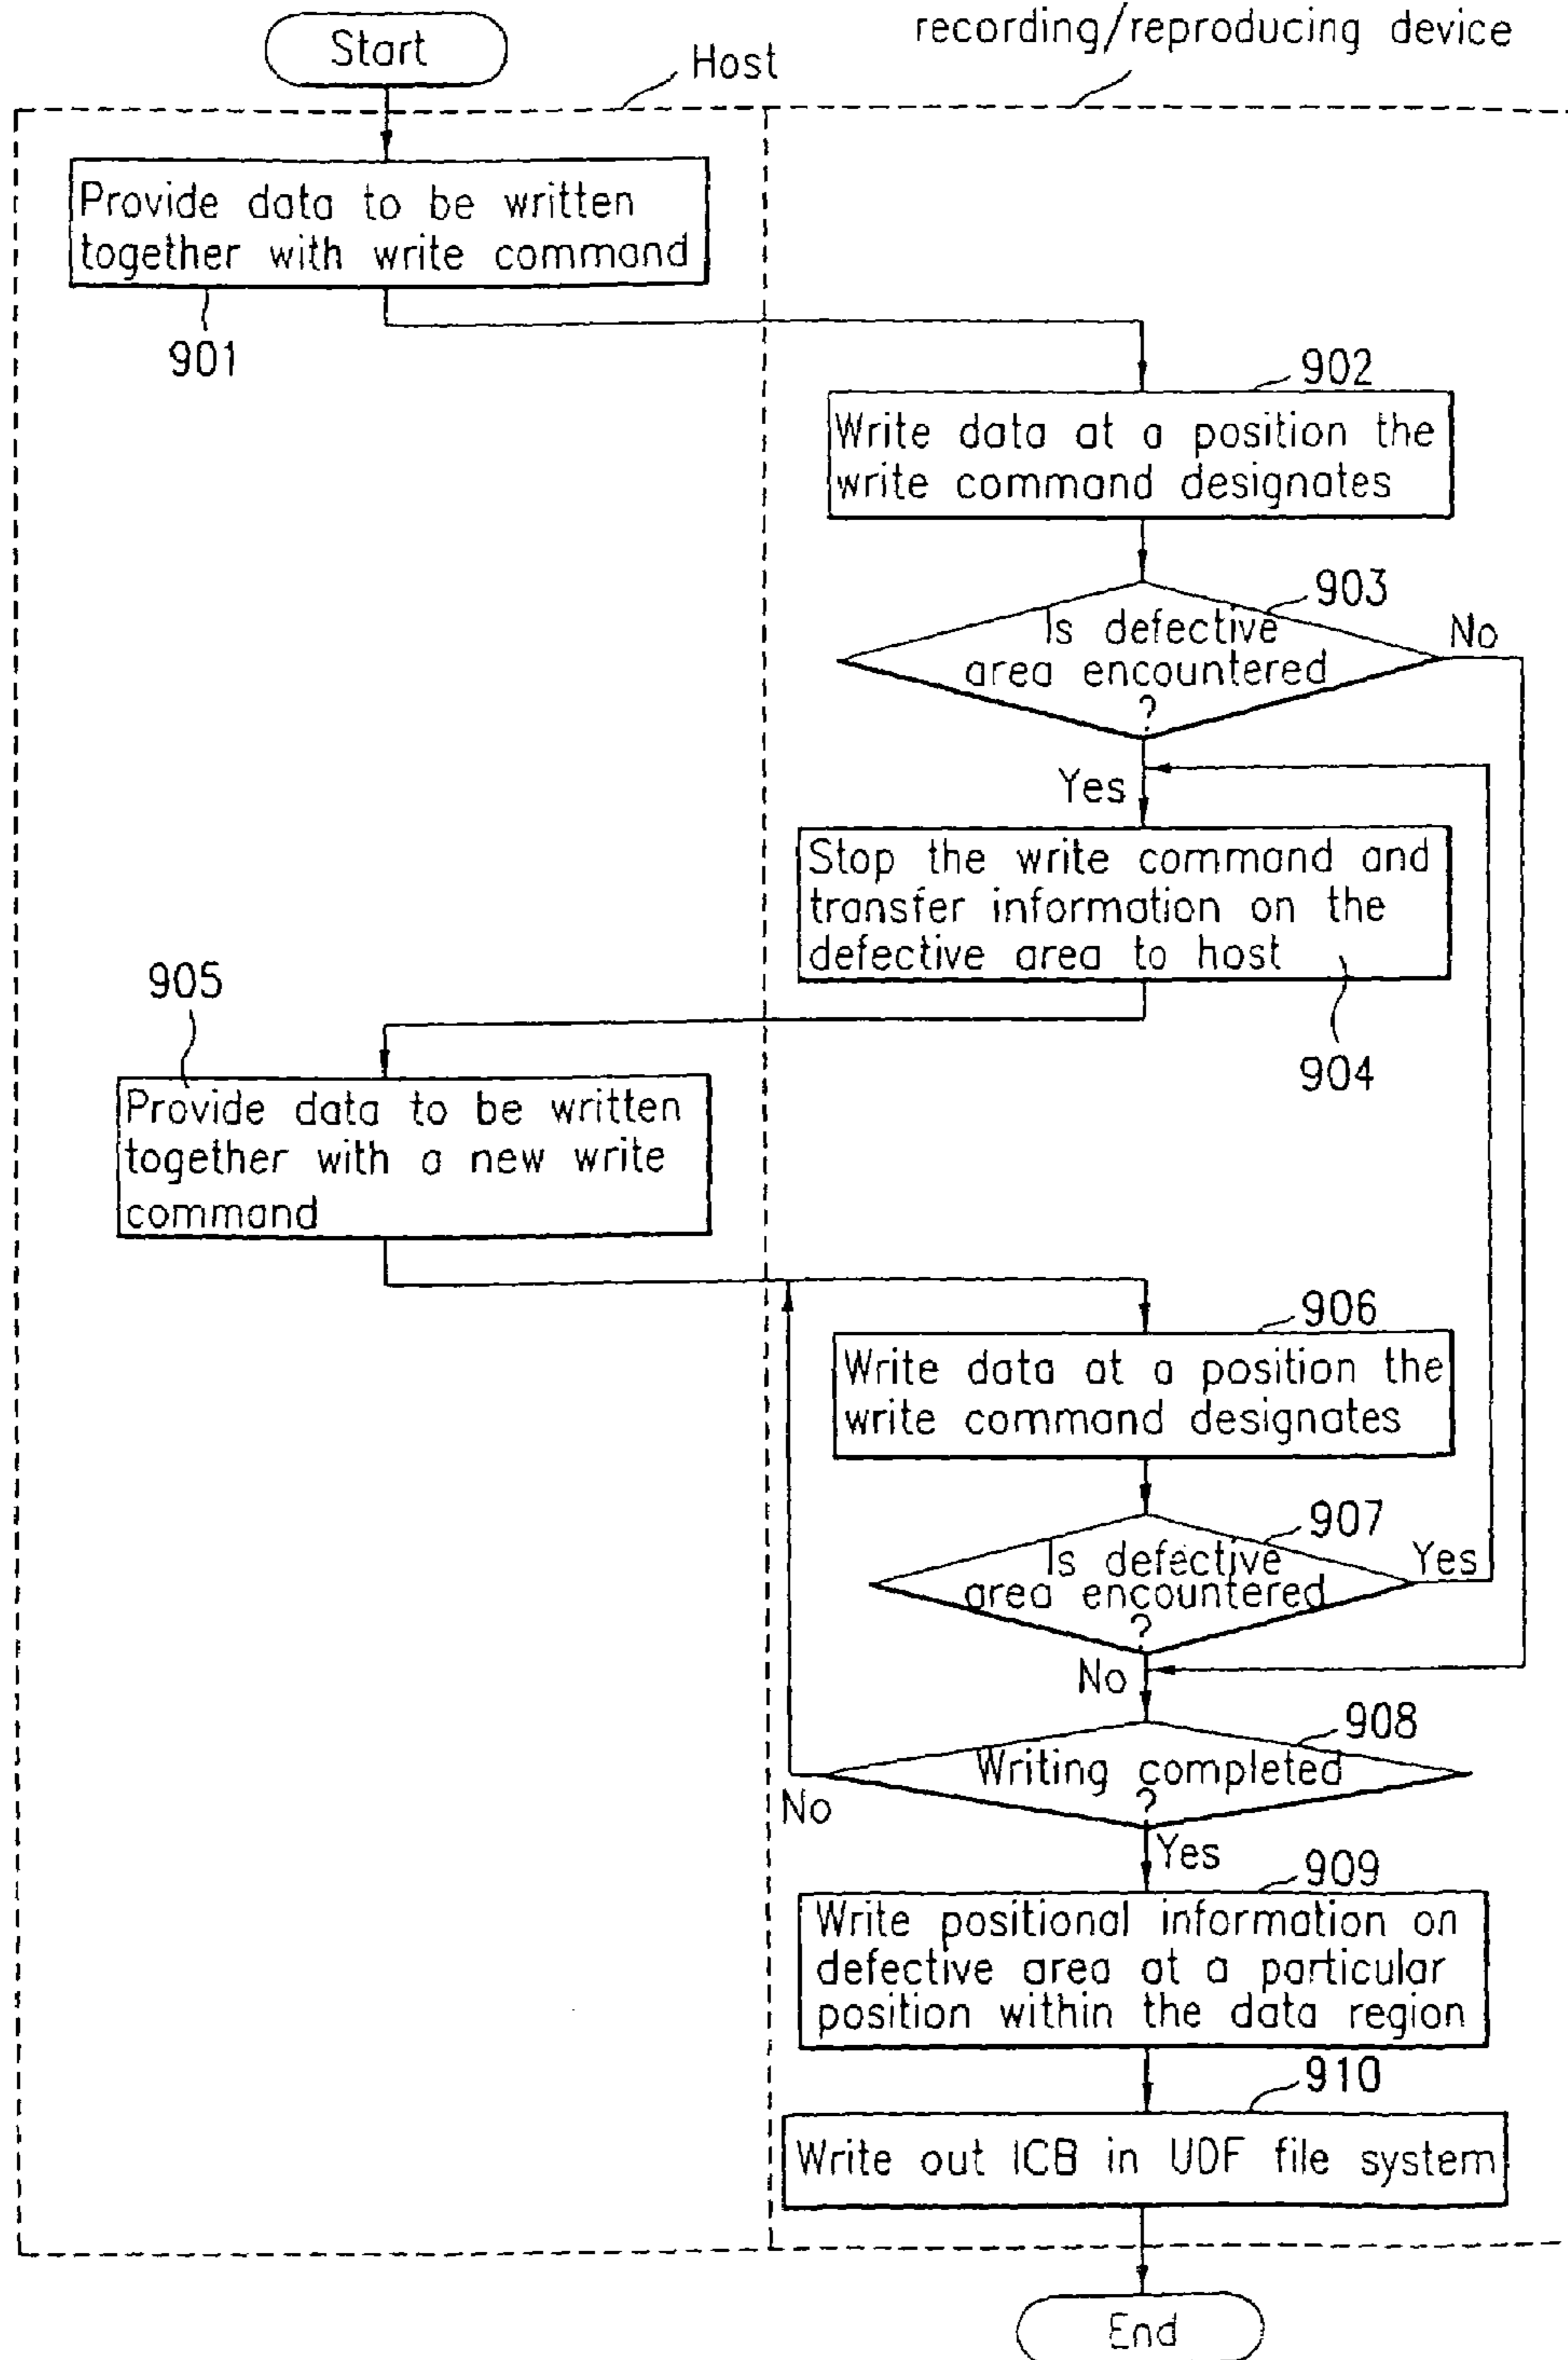 recording/reproducing device
Start
Host
Provide data to be written
together with write command
901
902
Write data at a position the
write command designates
903
Is defective
area encountered
?
No
Yes
Stop the write command and
transfer information on the
defective area to host
904
905
Provide data to be written
together with a new write
command
906
Write data at a position the
write command designates
907
Is defective
area encountered
?
Yes
No
908
Writing completed
?
No
Yes
909
Write positional information on
defective area at a particular
position within the data region
910
Write out ICB in UDF file system
End